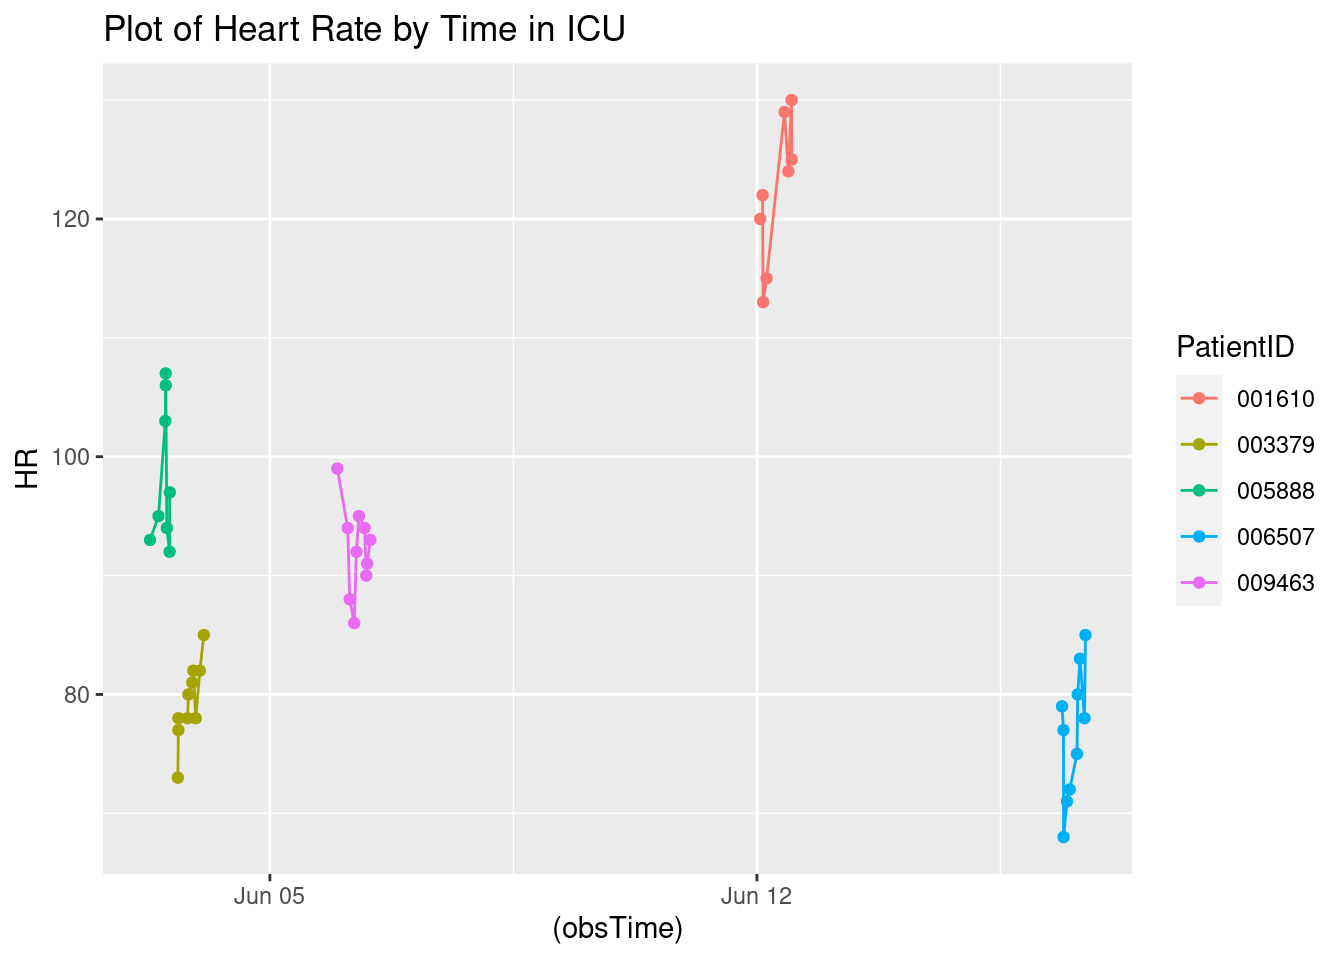 Plot of Heart Rate by Time in ICU
HR
120
100
80
Jun 05
Jun 12
(obsTime)
PatientID
001610
003379
005888
006507
009463